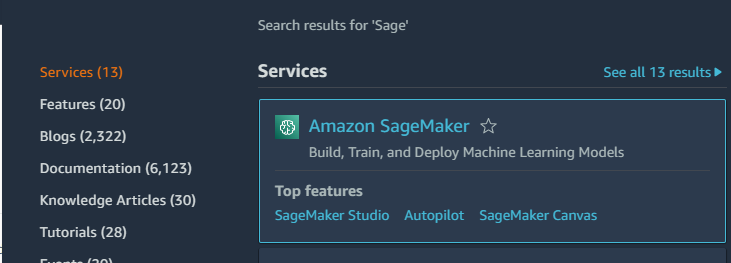 Search results for 'Sage'
Services (13)
Features (20)
Blogs (2,322)
Documentation (6,123)
Knowledge Articles (30)
Tutorials (28)
Services
See all 13 results
Amazon SageMaker
Build, Train, and Deploy Machine Learning Models
Top features
SageMaker Studio Autopilot SageMaker Canvas